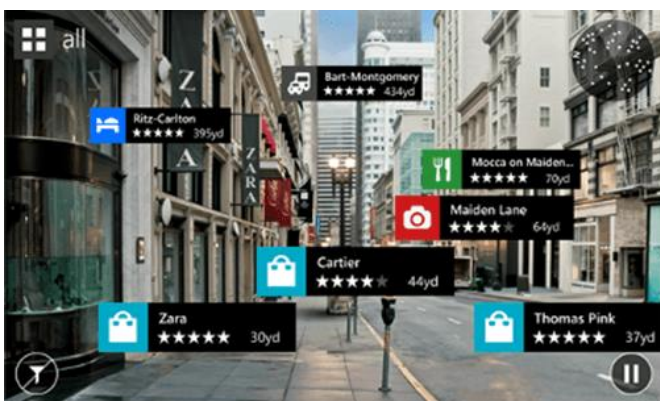 all
Bart-Montgomery
★★★★★ 434yd
Ritz-Carlton
★★★★★ 395yd
Z
A
ZARA
Mocca on Maiden...
★★★★★ 70yd
Maiden Lane
★★★★★ 64yd
Cartier
★★★★★ 44yd
Zara
★★★★★ 30yd
Thomas Pink
★★★★★ 37yd